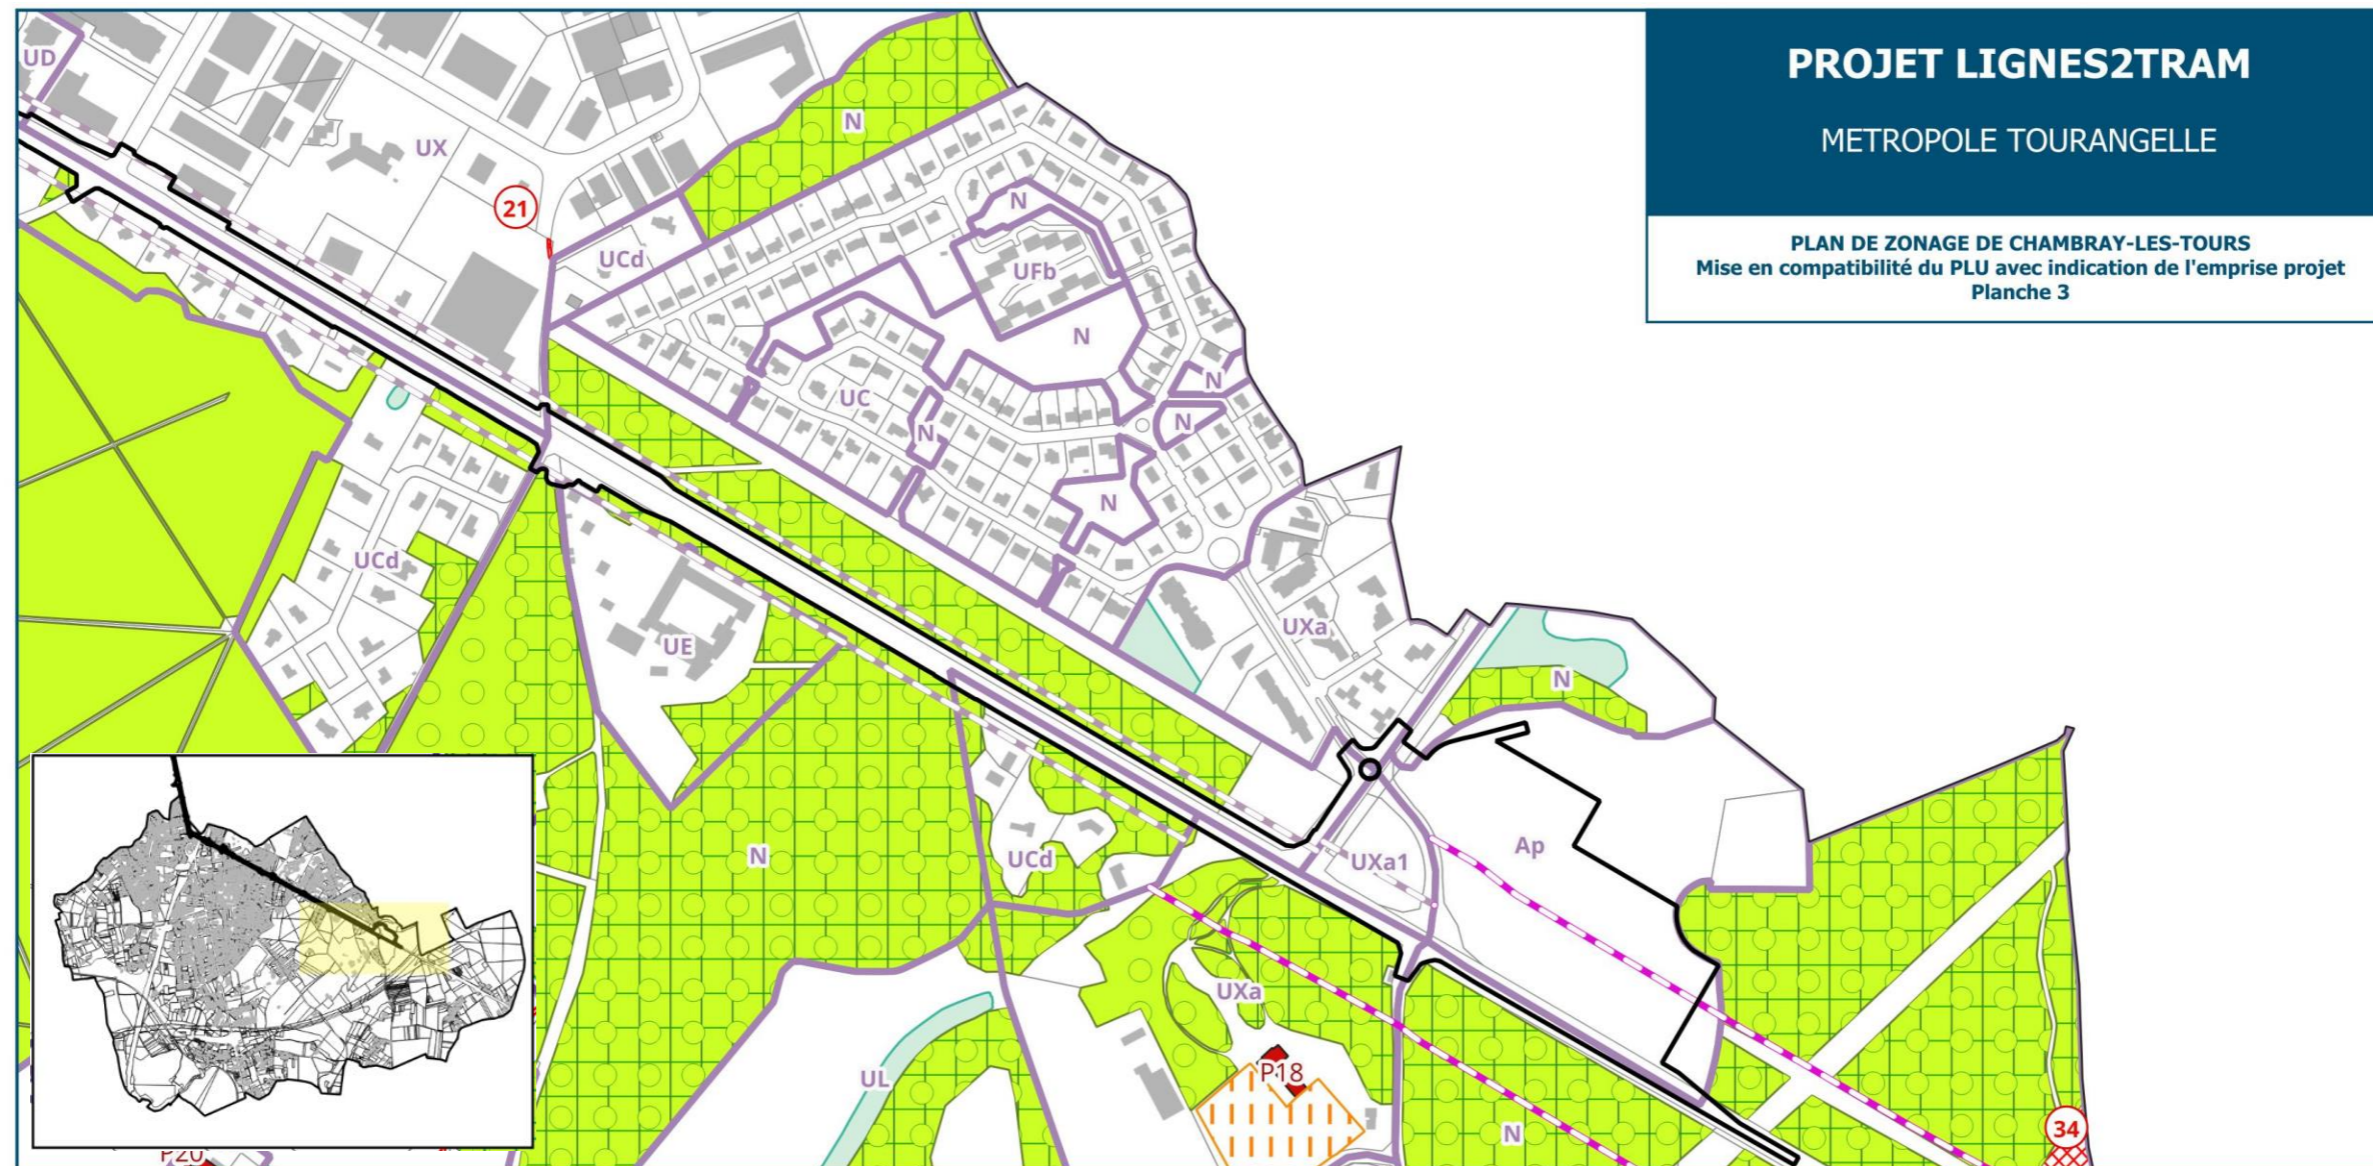 PROJET LIGNES2TRAM
METROPOLE TOURANGELLE
PLAN DE ZONAGE DE CHAMBRAY-LES-TOURS
Mise en compatibilité du PLU avec indication de l'emprise projet
Planche 3
UD
N
UX
N
21
UCd
UFb
N
N
UC
N
N
N
UCd
UXa
UE
N
Ap
N
UCd
UXa1
UXa
P18
UL
N
34
P20